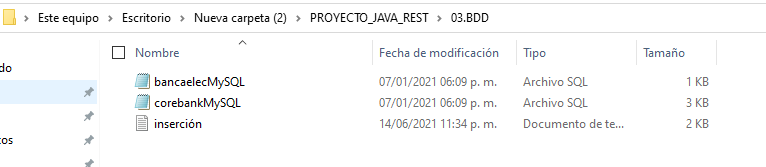 Este equipo > Escritorio > Nueva carpeta (2) > PROYECTO_JAVA_REST > 03.BDD
Nombre Fecha de modificación Tipo Tamaño
do
bancaelecMySQL 07/01/2021 06:09 p. m. Archivo SQL 1 KB
corebankMySQL 07/01/2021 06:09 p. m. Archivo SQL 3 KB
inserción 14/06/2021 11:34 p. m. Documento de te... 2 KB
tos